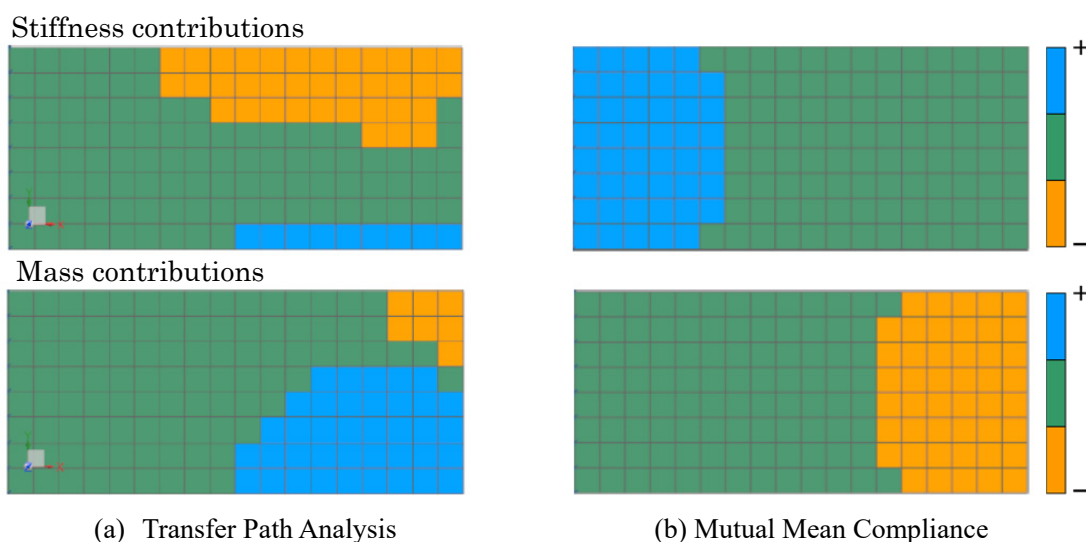 Stiffness contributions
+
−
Mass contributions
+
−
(a) Transfer Path Analysis
(b) Mutual Mean Compliance